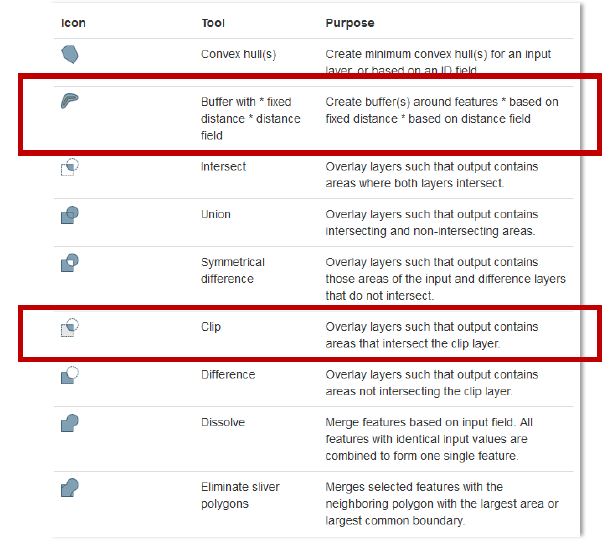 Icon Tool Purpose
Convex hull(s) Create minimum convex hull(s) for an input
layer, or based on an ID field.
Buffer with * fixed Create buffer(s) around features * based on
distance * distance fixed distance * based on distance field
field
Intersect Overlay layers such that output contains
areas where both layers intersect.
Union Overlay layers such that output contains
intersecting and non-intersecting areas.
Symmetrical Overlay layers such that output contains
difference those areas of the input and difference layers
that do not intersect.
Clip Overlay layers such that output contains
areas that intersect the clip layer.
Difference Overlay layers such that output contains
areas not intersecting the clip layer.
Dissolve Merge features based on input field. All
features with identical input values are
combined to form one single feature.
Eliminate sliver Merges selected features with the
polygons neighboring polygon with the largest area or
largest common boundary.